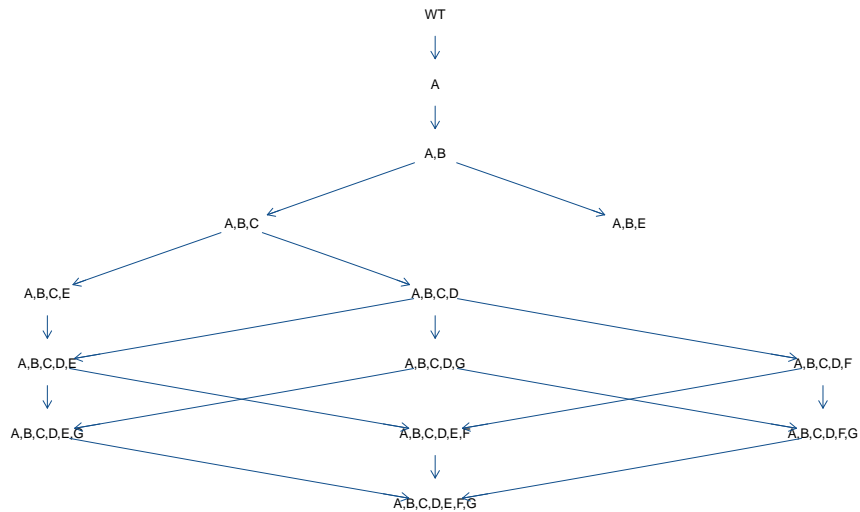 WT
A
A,B
A,B,C
A,B,E
A,B,C,E
A,B,C,D
A,B,C,D,E
A,B,C,D,G
A,B,C,D,F
A,B,C,D,E,G
A,B,C,D,E,F
A,B,C,D,F,G
A,B,C,D,E,F,G